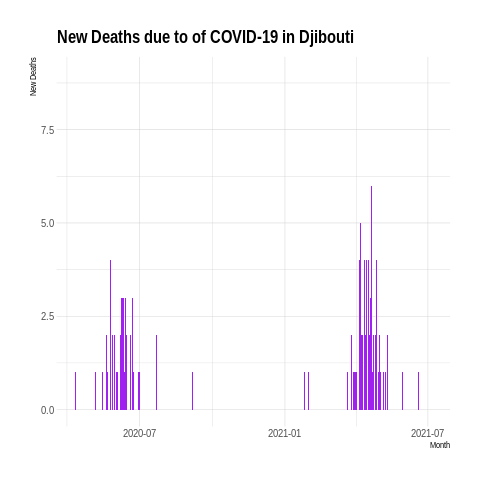 New Deaths due to of COVID-19 in Djibouti
New Deaths
7.5
5.0
2.5
0.0
2020-07 2021-01 2021-07
Month